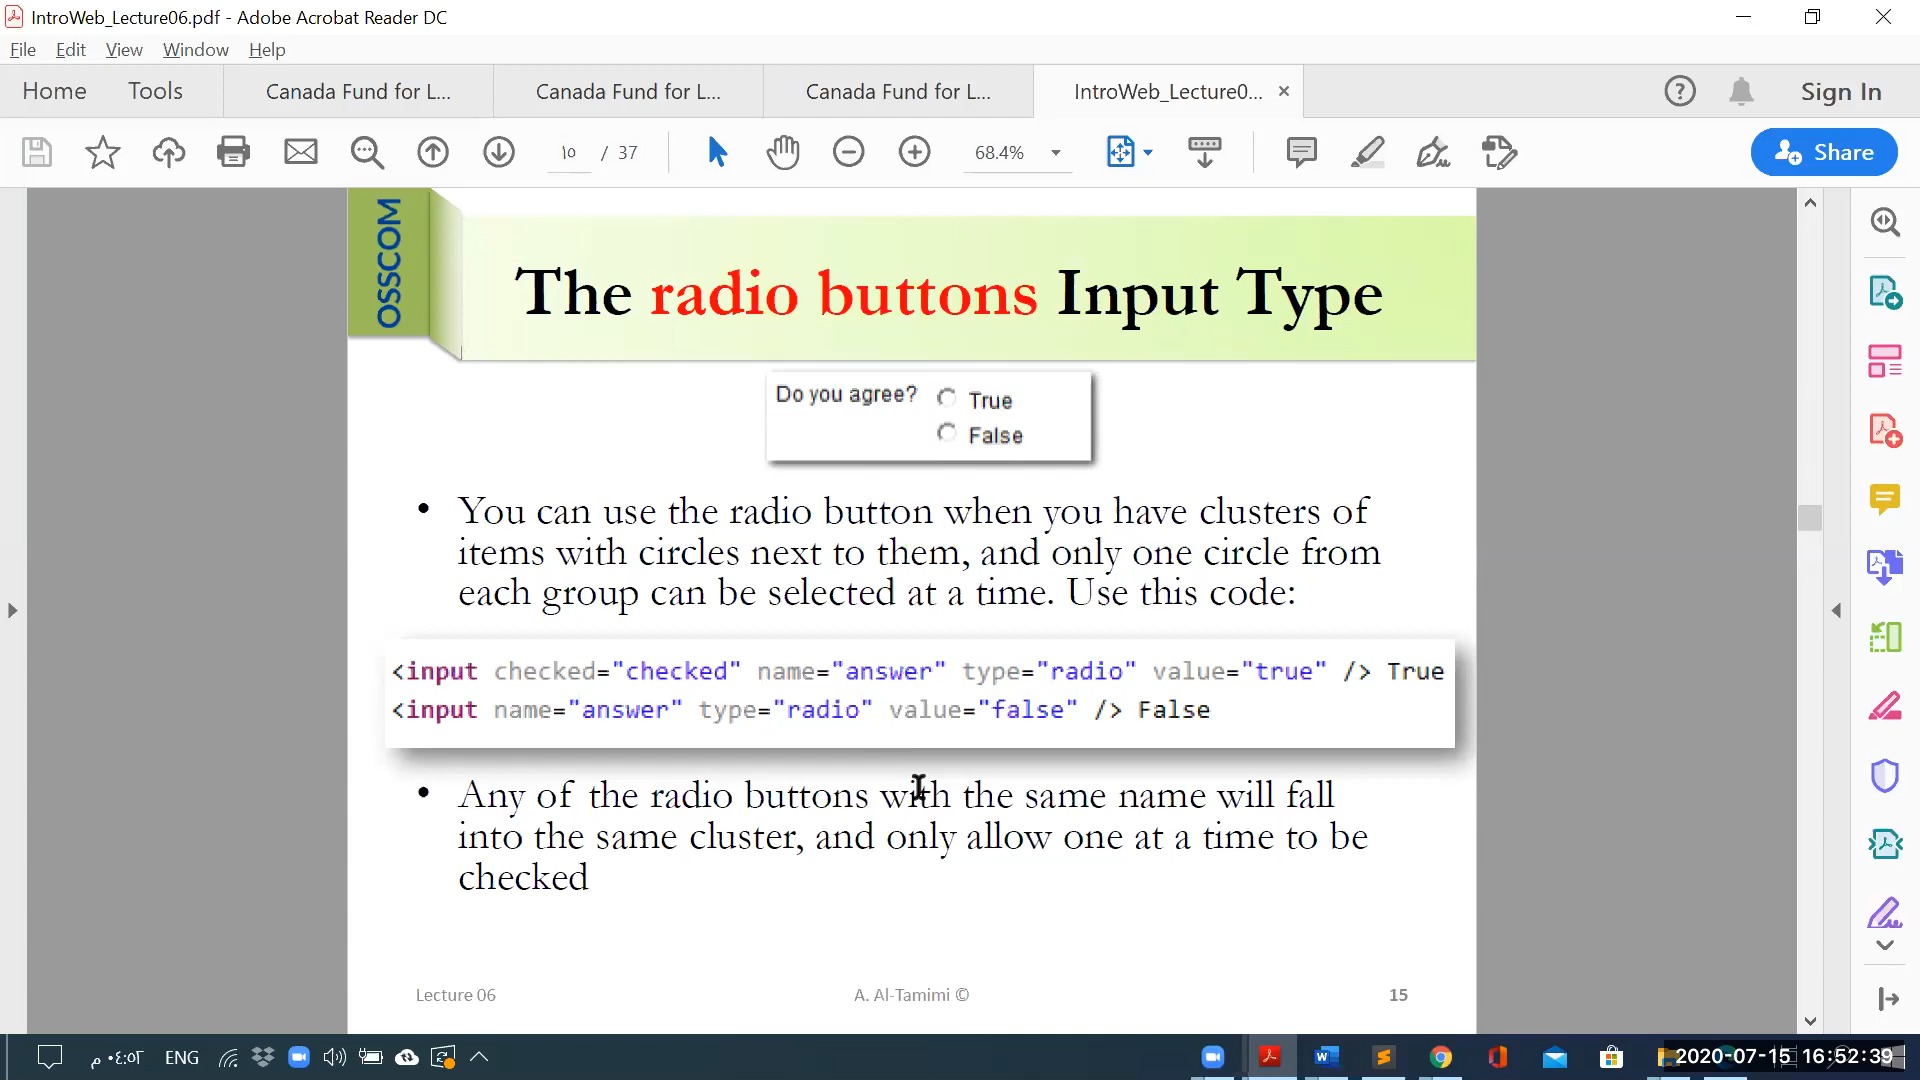 IntroWeb_Lecture06.pdf - Adobe Acrobat Reader DC
File Edit View Window Help
Home Tools Canada Fund for L... Canada Fund for L... Canada Fund for L... IntroWeb_Lecture0... × Sign In
١٥ / 37 68.4% Share
OSSCOM
The radio buttons Input Type
Do you agree? True
False
• You can use the radio button when you have clusters of
items with circles next to them, and only one circle from
each group can be selected at a time. Use this code:
<input checked="checked" name="answer" type="radio" value="true" /> True
<input name="answer" type="radio" value="false" /> False
• Any of the radio buttons with the same name will fall
into the same cluster, and only allow one at a time to be
checked
Lecture 06 A. Al-Tamimi © 15
٠٤:٥٢ م ENG 2020-07-15 16:52:39